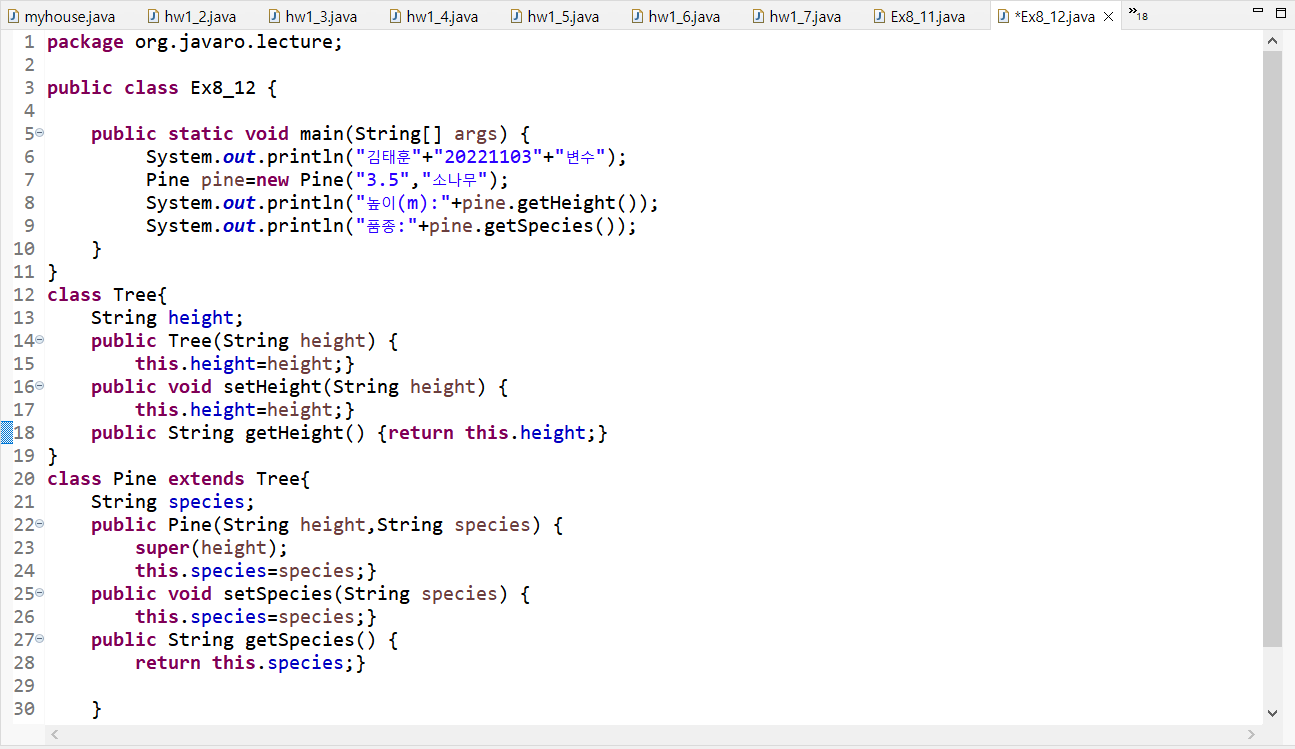 myhouse.java hw1_2.java hw1_3.java hw1_4.java hw1_5.java hw1_6.java hw1_7.java Ex8_11.java *Ex8_12.java »18
1 package org.javaro.lecture;
2
3 public class Ex8_12 {
4
5     public static void main(String[] args) {
6          System.out.println("김태훈"+"20221103"+"변수");
7          Pine pine=new Pine("3.5","소나무");
8          System.out.println("높이(m):"+pine.getHeight());
9          System.out.println("품종:"+pine.getSpecies());
10     }
11 }
12 class Tree{
13     String height;
14     public Tree(String height) {
15         this.height=height;}
16     public void setHeight(String height) {
17         this.height=height;}
18     public String getHeight() {return this.height;}
19 }
20 class Pine extends Tree{
21     String species;
22     public Pine(String height,String species) {
23         super(height);
24         this.species=species;}
25     public void setSpecies(String species) {
26         this.species=species;}
27     public String getSpecies() {
28         return this.species;}
29
30     }